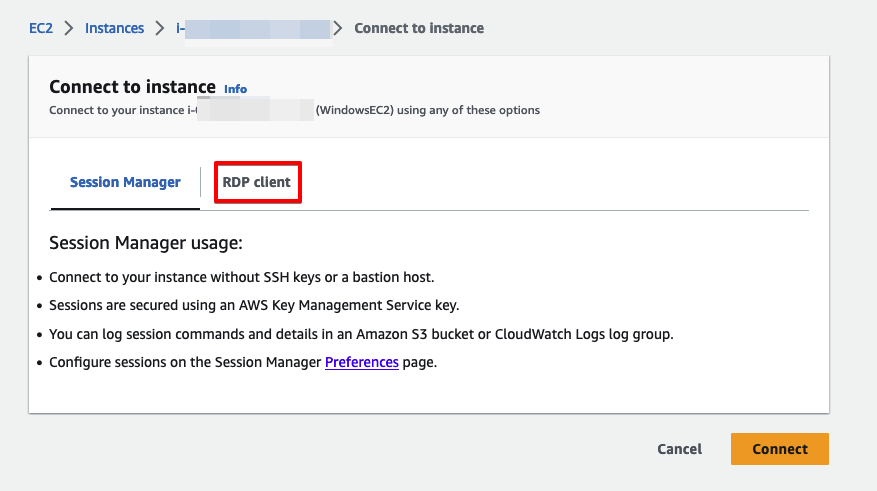 EC2 > Instances > i- > Connect to instance
Connect to instance Info
Connect to your instance i- (WindowsEC2) using any of these options
Session Manager RDP client
Session Manager usage:
• Connect to your instance without SSH keys or a bastion host.
• Sessions are secured using an AWS Key Management Service key.
• You can log session commands and details in an Amazon S3 bucket or CloudWatch Logs log group.
• Configure sessions on the Session Manager Preferences page.
Cancel Connect